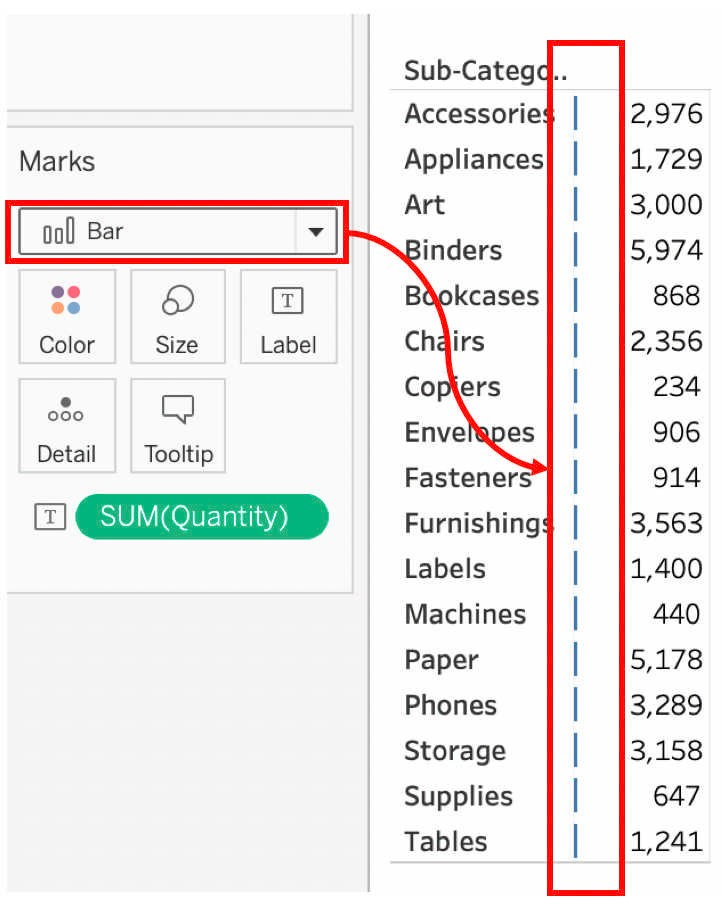 Marks
Bar
Color
Size
T
Label
Detail
Tooltip
T SUM(Quantity)
Sub-Catego..
Accessories 2,976
Appliances 1,729
Art 3,000
Binders 5,974
Bookcases 868
Chairs 2,356
Copiers 234
Envelopes 906
Fasteners 914
Furnishings 3,563
Labels 1,400
Machines 440
Paper 5,178
Phones 3,289
Storage 3,158
Supplies 647
Tables 1,241